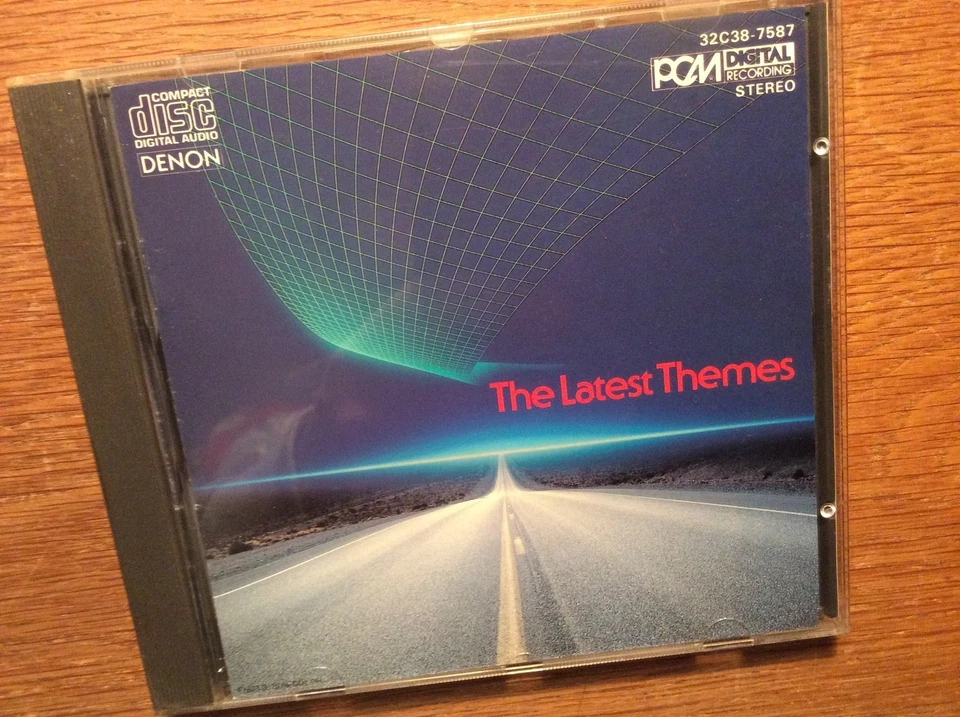 COMPACT
disc
DIGITAL AUDIO
DENON
32C38-7587
PCM DIGITAL
RECORDING
STEREO
The Latest Themes